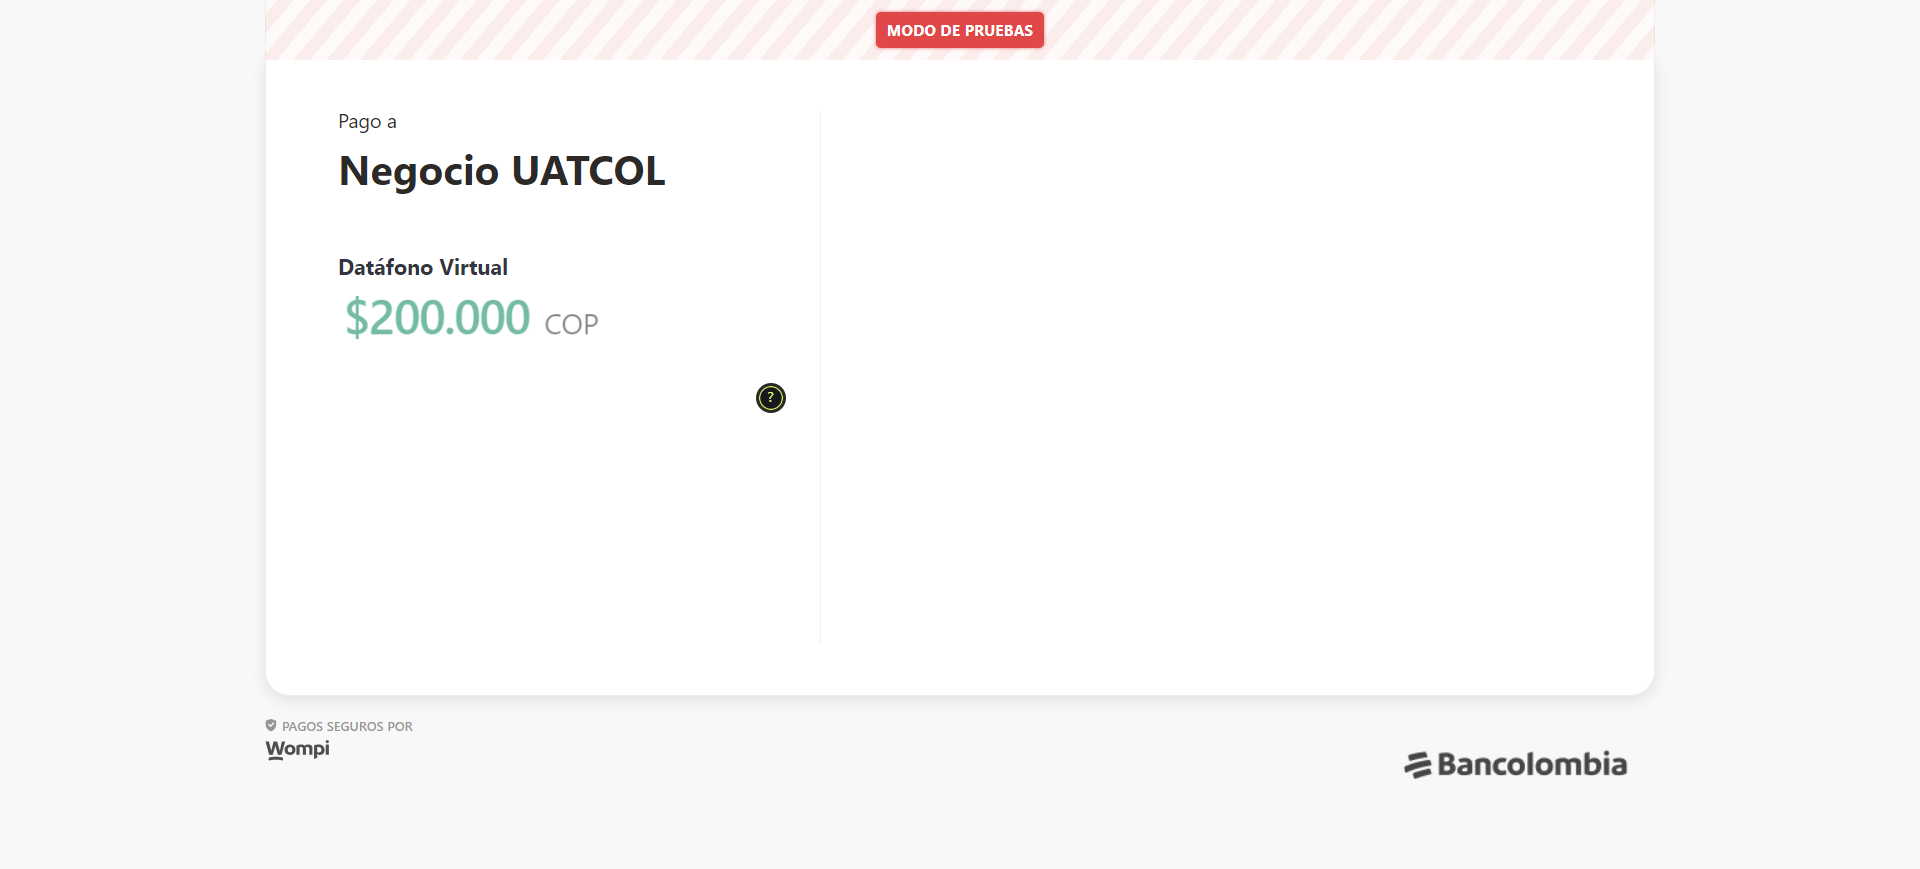 MODO DE PRUEBAS
Pago a
Negocio UATCOL
Datáfono Virtual
$200.000 COP
?
PAGOS SEGUROS POR
Wompi
Bancolombia